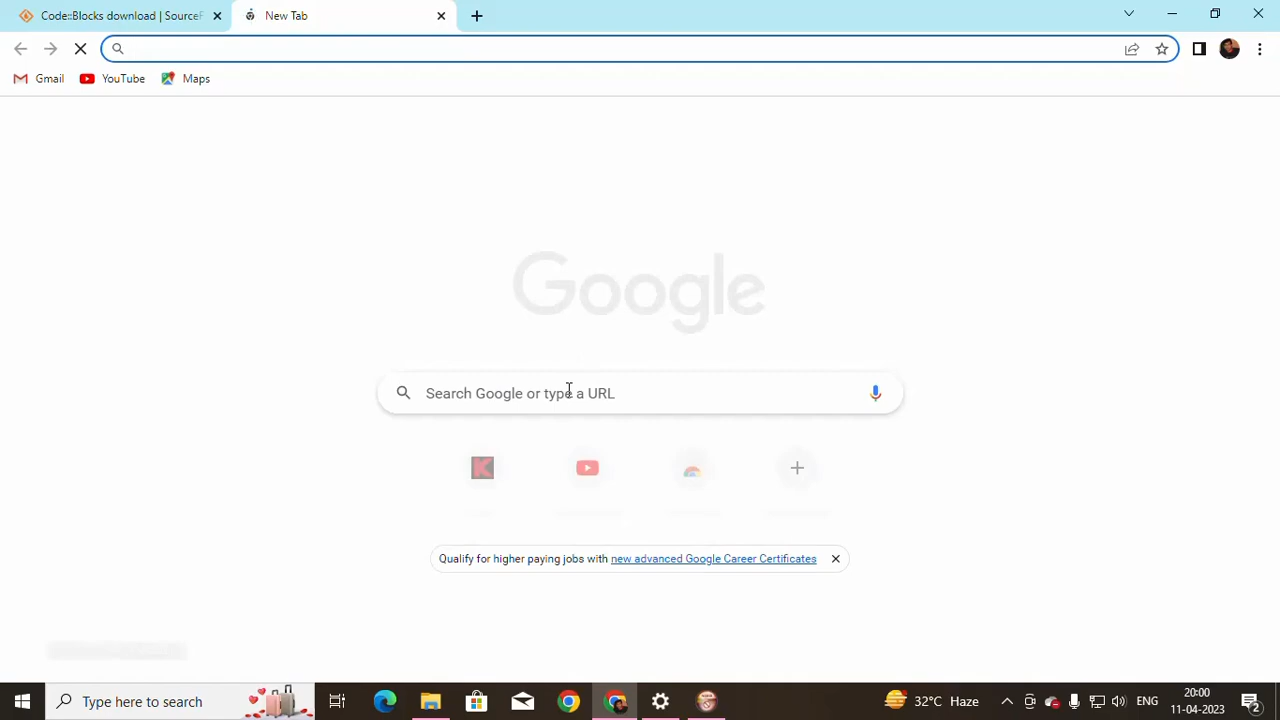 Code::Blocks download | SourceF
New Tab
Gmail
YouTube
Maps
Google
Search Google or type a URL
K
Qualify for higher paying jobs with new advanced Google Career Certificates
Type here to search
32°C Haze
ENG
20:00
11-04-2023
2